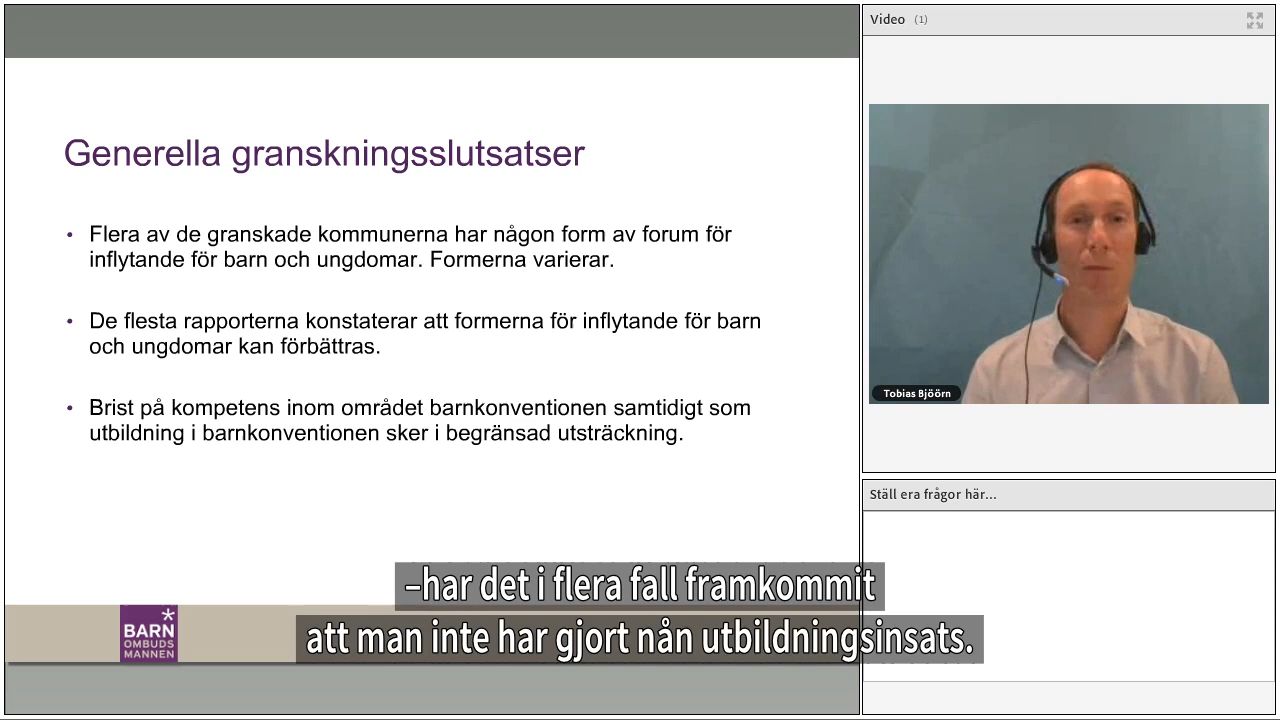 Generella granskningsslutsatser
• Flera av de granskade kommunerna har någon form av forum för
inflytande för barn och ungdomar. Formerna varierar.
• De flesta rapporterna konstaterar att formerna för inflytande för barn
och ungdomar kan förbättras.
• Brist på kompetens inom området barnkonventionen samtidigt som
utbildning i barnkonventionen sker i begränsad utsträckning.
BARN
OMBUDS
MANNEN
Video (1)
Tobias Bjöörn
Ställ era frågor här...
–har det i flera fall framkommit
att man inte har gjort nån utbildningsinsats.